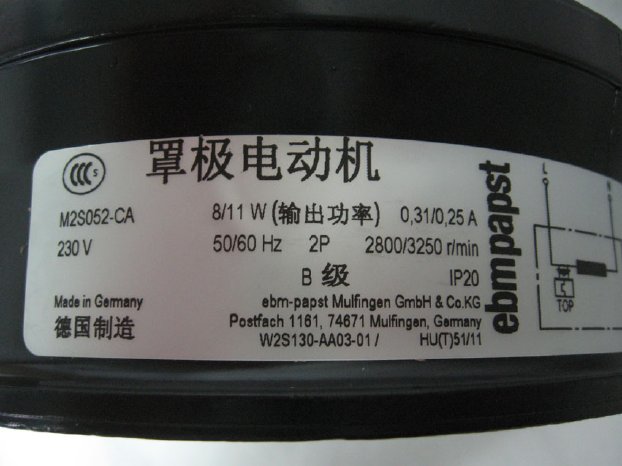 CCC S
罩极电动机
M2S052-CA 8/11 W (输出功率) 0,31/0,25 A
230 V 50/60 Hz 2P 2800/3250 r/min
B 级 IP20
Made in Germany ebm-papst Mulfingen GmbH & Co.KG
德国制造 Postfach 1161, 74671 Mulfingen, Germany
W2S130-AA03-01 / HU(T)51/11
ebmpapst
L
TOP